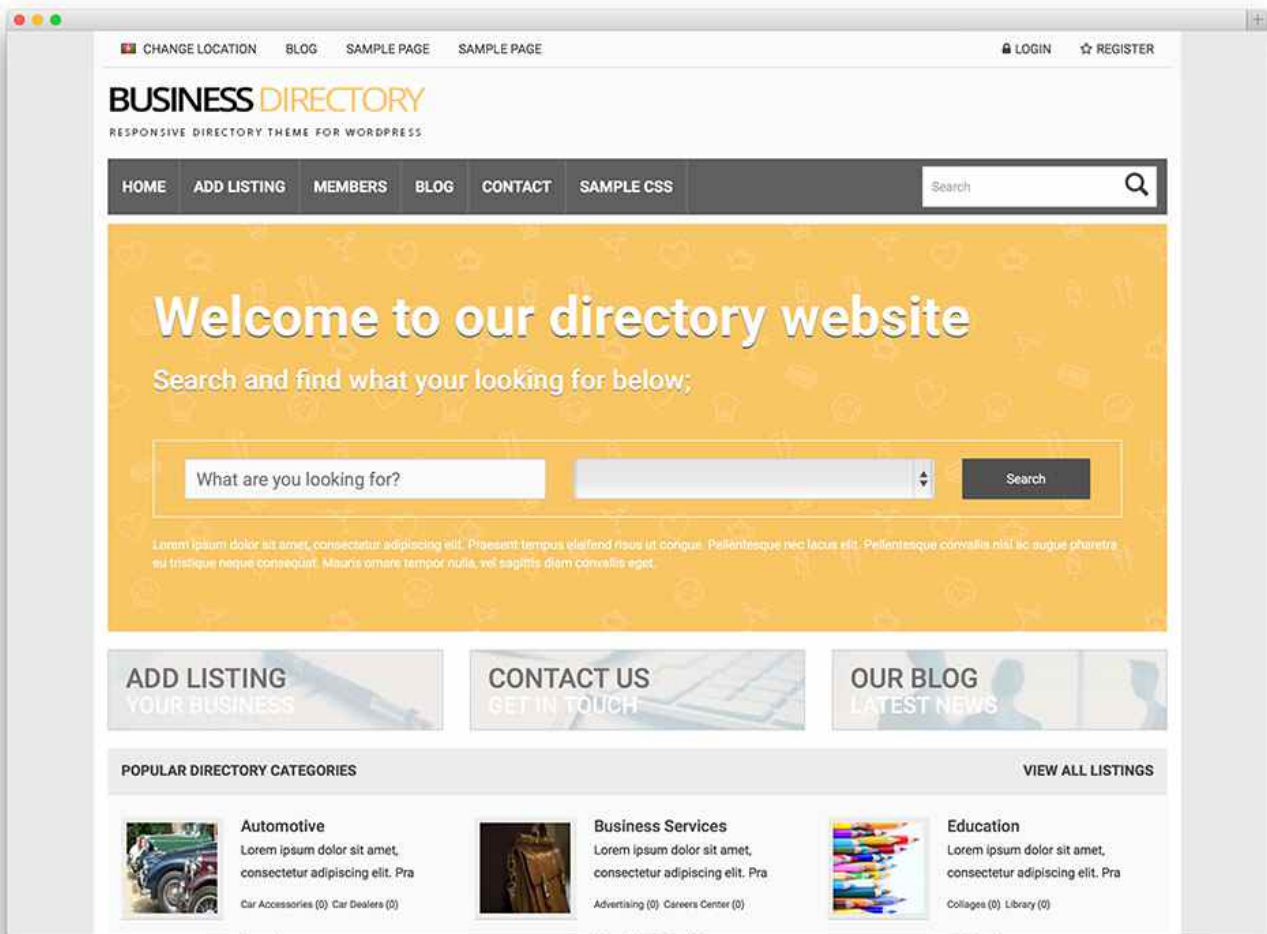 CHANGE LOCATION BLOG SAMPLE PAGE SAMPLE PAGE LOGIN REGISTER
BUSINESS DIRECTORY
RESPONSIVE DIRECTORY THEME FOR WORDPRESS
HOME ADD LISTING MEMBERS BLOG CONTACT SAMPLE CSS Search
Welcome to our directory website
Search and find what your looking for below;
What are you looking for? Search
Lorem ipsum dolor sit amet, consectetur adipiscing elit. Praesent tempus eleifend risus ut congue. Pellentesque nec lacus elit. Pellentesque convallis nisi ac augue pharetra
eu tristique neque consequat. Mauris ornare tempor nulla, vel sagittis diam convallis eget.
ADD LISTING
YOUR BUSINESS
CONTACT US
GET IN TOUCH
OUR BLOG
LATEST NEWS
POPULAR DIRECTORY CATEGORIES VIEW ALL LISTINGS
Automotive
Lorem ipsum dolor sit amet,
consectetur adipiscing elit. Pra
Car Accessories (0) Car Dealers (0)
Business Services
Lorem ipsum dolor sit amet,
consectetur adipiscing elit. Pra
Advertising (0) Careers Center (0)
Education
Lorem ipsum dolor sit amet,
consectetur adipiscing elit. Pra
Collages (0) Library (0)